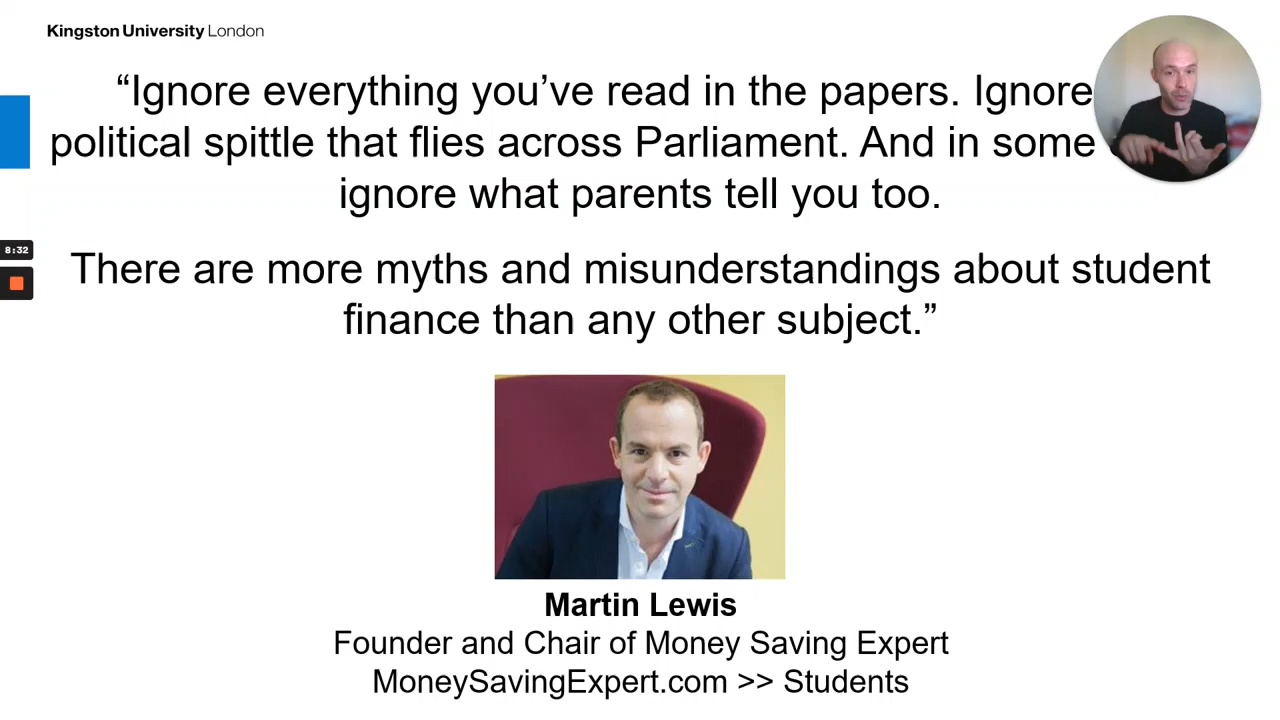 Kingston University London
“Ignore everything you’ve read in the papers. Ignore
political spittle that flies across Parliament. And in some
ignore what parents tell you too.
8:32
There are more myths and misunderstandings about student
finance than any other subject.”
Martin Lewis
Founder and Chair of Money Saving Expert
MoneySavingExpert.com >> Students